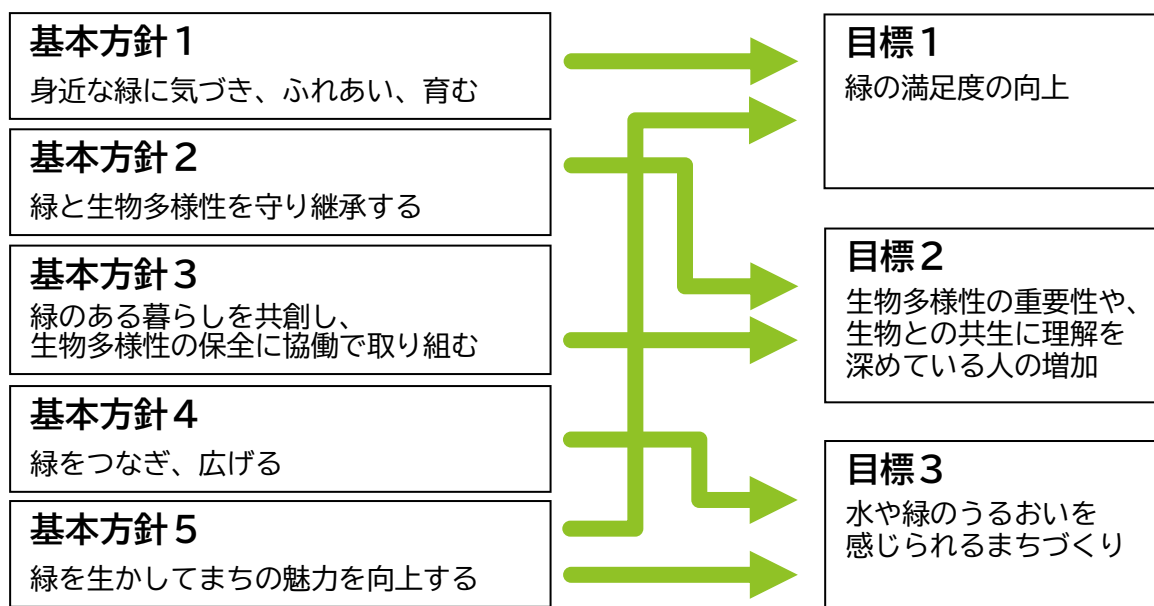 基本方針１
身近な緑に気づき、ふれあい、育む
基本方針２
緑と生物多様性を守り継承する
基本方針３
緑のある暮らしを共創し、
生物多様性の保全に協働で取り組む
基本方針４
緑をつなぎ、広げる
基本方針５
緑を生かしてまちの魅力を向上する
目標１
緑の満足度の向上
目標２
生物多様性の重要性や、
生物との共生に理解を
深めている人の増加
目標３
水や緑のうるおいを
感じられるまちづくり